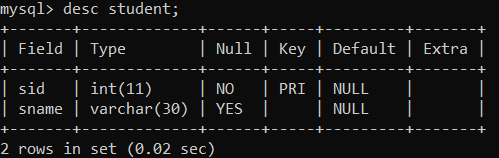 mysql> desc student;
+-------+-------------+------+-----+---------+-------+
| Field | Type        | Null | Key | Default | Extra |
+-------+-------------+------+-----+---------+-------+
| sid   | int(11)     | NO   | PRI | NULL    |       |
| sname | varchar(30) | YES  |     | NULL    |       |
+-------+-------------+------+-----+---------+-------+
2 rows in set (0.02 sec)